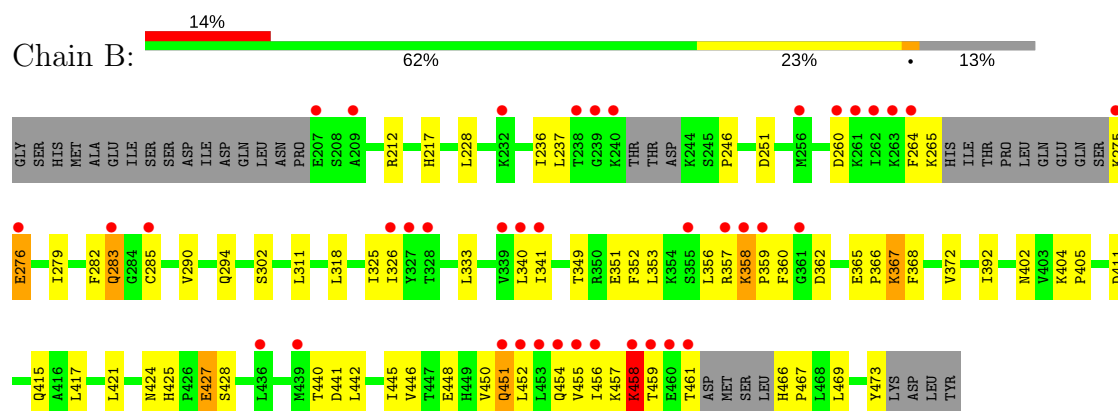 14%
Chain B:
62% 23% • 13%
GLY SER HIS MET ALA GLU ILE SER SER ASP ILE ASP GLN LEU ASN PRO E207 S208 A209 R212 H217 L228 K232 I236 L237 T238 G239 K240 THR THR ASP K244 S245 P246 D251 M256 D260 K261 I262 K263 F264 K265 HIS ILE THR PRO LEU GLN GLU GLN SER K275
E276 I279 F282 Q283 G284 C285 V290 Q294 S302 L311 L318 I325 I326 Y327 T328 L333 V339 L340 I341 T349 R350 E351 F352 L353 K354 S355 L356 R357 K358 P359 F360 G361 D362 E365 P366 K367 F368 V372 I392 N402 V403 K404 P405 D411
Q415 A416 L417 L421 N424 H425 P426 E427 S428 L436 M439 T440 D441 L442 I445 V446 T447 E448 H449 V450 Q451 L452 L453 Q454 V455 I456 K457 K458 T459 E460 T461 ASP MET SER LEU H466 P467 L468 L469 Y473 LYS ASP LEU TYR